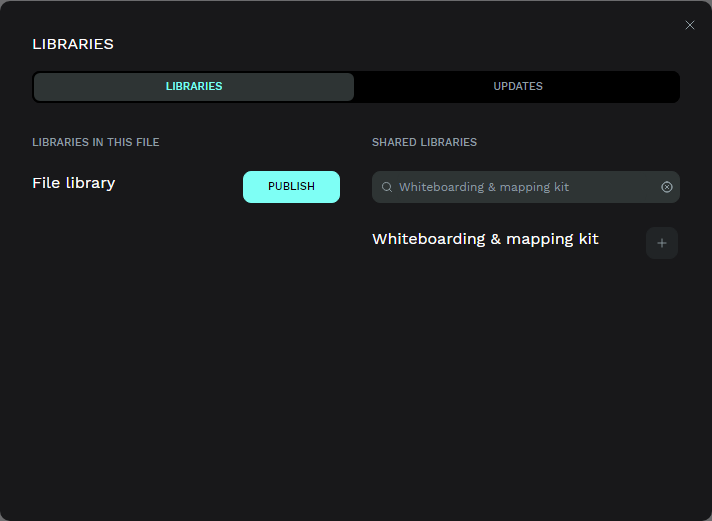 LIBRARIES
LIBRARIES
UPDATES
LIBRARIES IN THIS FILE
File library
PUBLISH
SHARED LIBRARIES
Whiteboarding & mapping kit
Whiteboarding & mapping kit